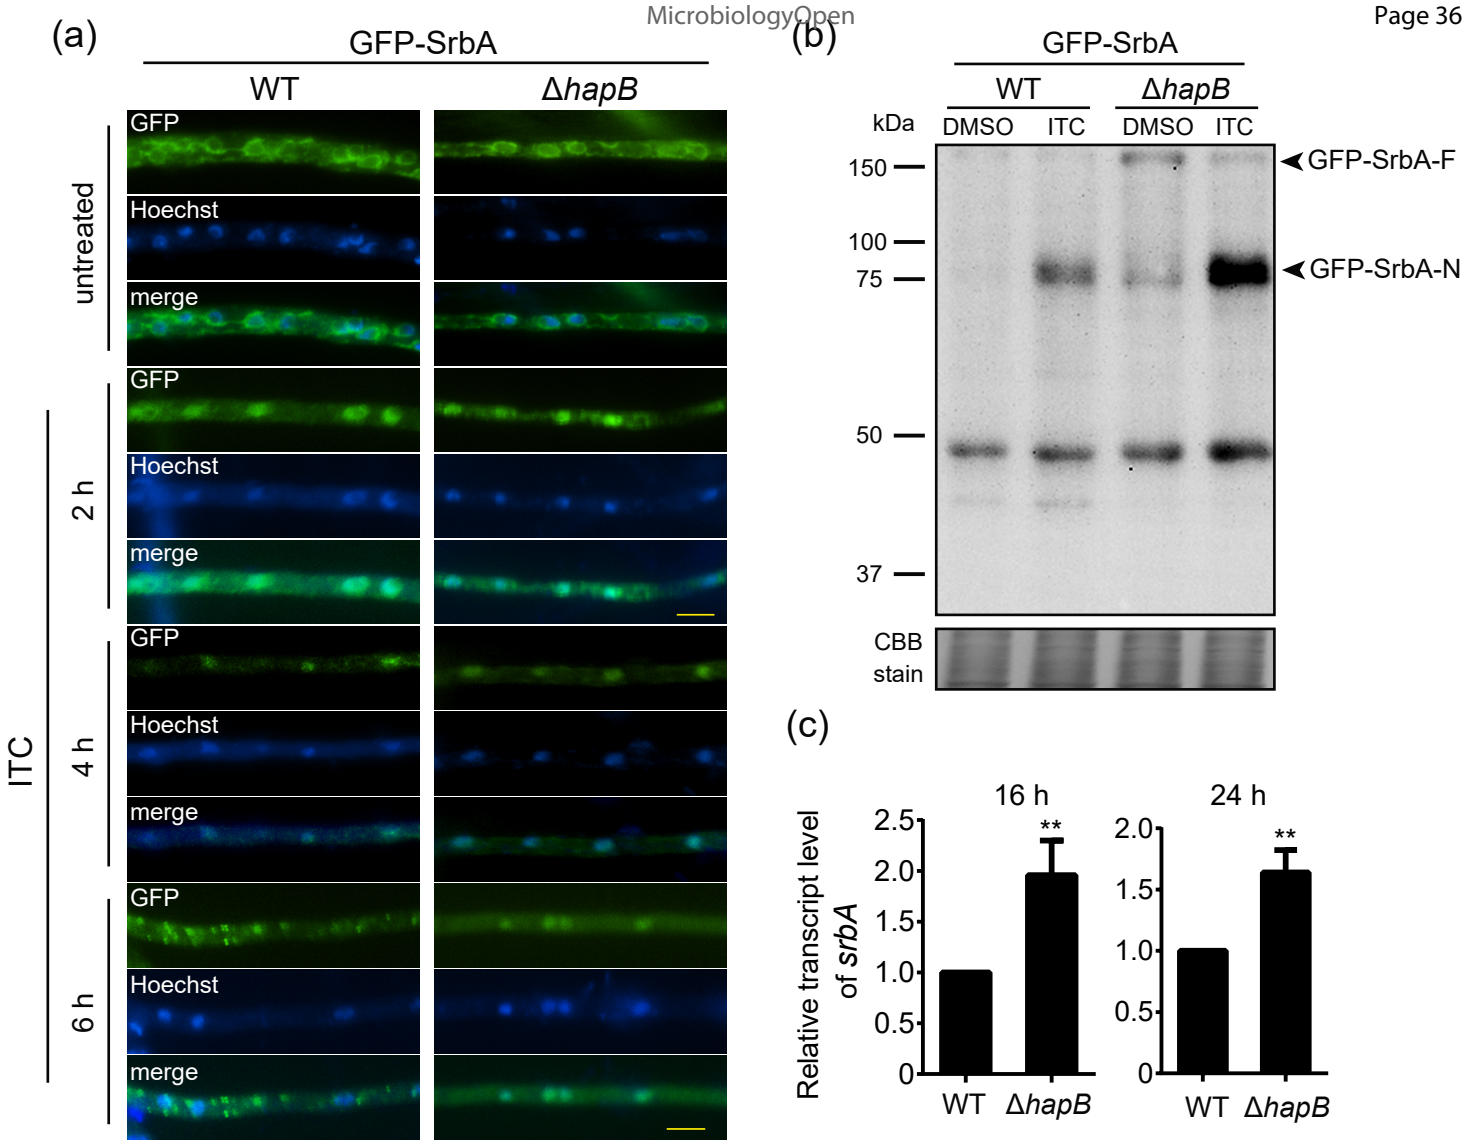 MicrobiologyOpen
Page 36
(a)
GFP-SrbA
WT
ΔhapB
untreated
GFP
Hoechst
merge
ITC
2 h
GFP
Hoechst
merge
4 h
GFP
Hoechst
merge
6 h
GFP
Hoechst
merge
(b)
GFP-SrbA
WT
ΔhapB
kDa
DMSO
ITC
DMSO
ITC
150
100
75
50
37
GFP-SrbA-F
GFP-SrbA-N
CBB
stain
(c)
Relative transcript level
of srbA
16 h
2.5
2.0
1.5
1.0
0.5
0
**
WT
ΔhapB
24 h
2.0
1.5
1.0
0.5
0
**
WT
ΔhapB